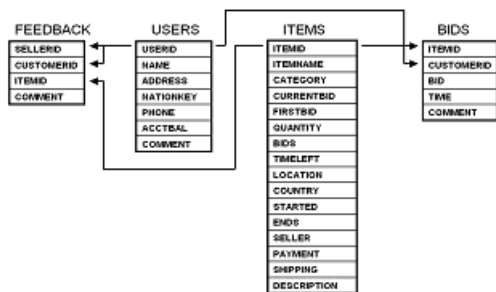 FEEDBACK
SELLERID
CUSTOMERID
ITEMID
COMMENT
USERS
USERID
NAME
ADDRESS
NATIONKEY
PHONE
ACCTBAL
COMMENT
ITEMS
ITEMID
ITEMNAME
CATEGORY
CURRENTBID
FIRSTBID
QUANTITY
BIDS
TIMELEFT
LOCATION
COUNTRY
STARTED
ENDS
SELLER
PAYMENT
SHIPPING
DESCRIPTION
BIDS
ITEMID
CUSTOMERID
BID
TIME
COMMENT